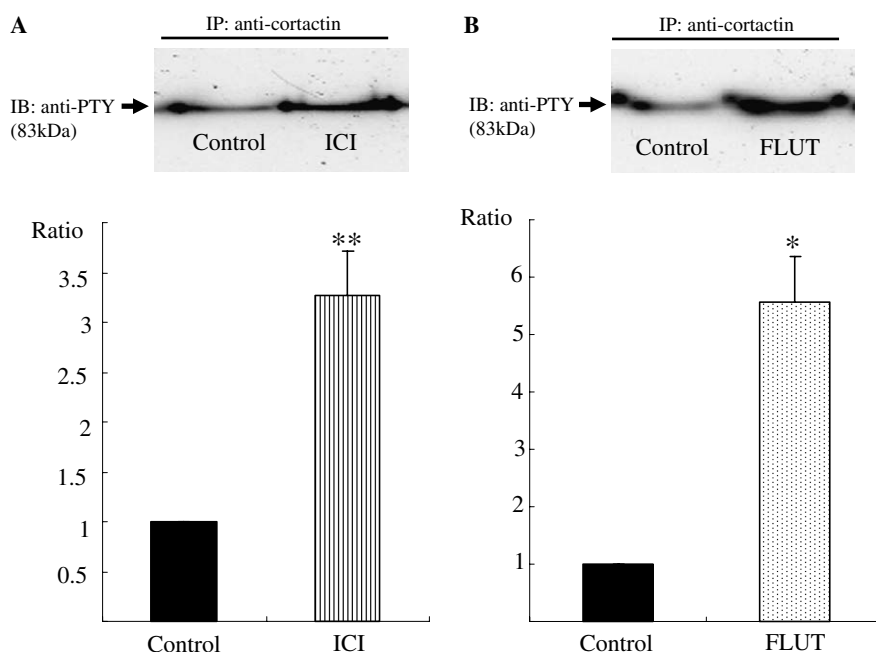 A
IP: anti-cortactin
IB: anti-PTY
(83kDa)
Control ICI
Ratio
**
3.5
3
2.5
2
1.5
1
0.5
Control ICI
B
IP: anti-cortactin
IB: anti-PTY
(83kDa)
Control FLUT
Ratio
*
6
5
4
3
2
1
Control FLUT